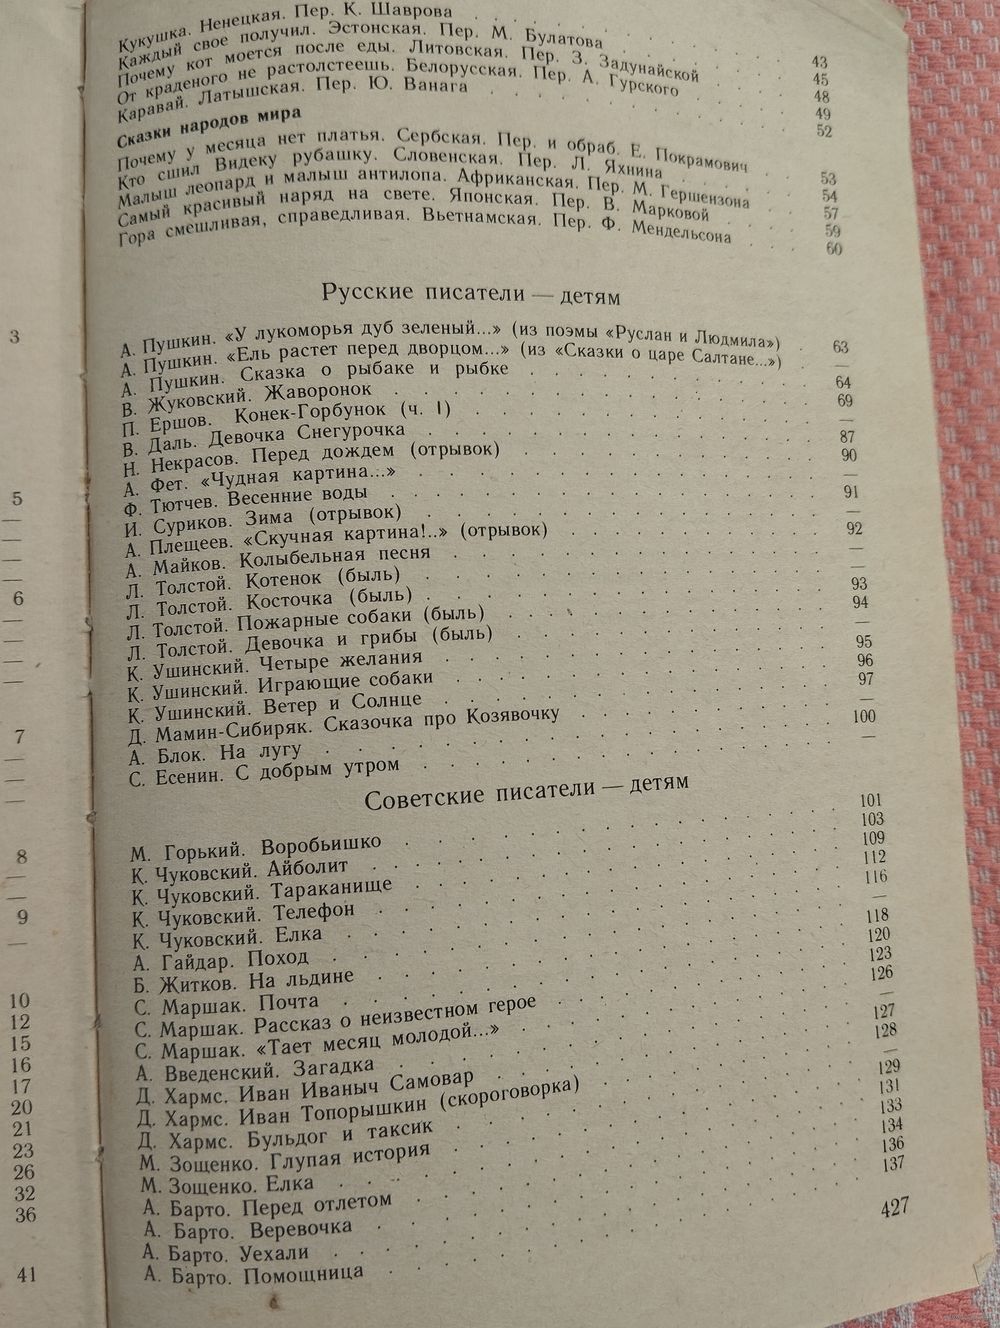 Кукушка. Ненецкая. Пер. К. Шаврова 43
Каждый свое получил. Эстонская. Пер. М. Булатова 45
Почему кот моется после еды. Литовская. Пер. З. Задунайской 48
От краденого не растолстеешь. Белорусская. Пер. А. Гурского 49
Каравай. Латышская. Пер. Ю. Ванага 52
Сказки народов мира
Почему у месяца нет платья. Сербская. Пер. и обраб. Е. Покрамович 53
Кто сшил Видеку рубашку. Словенская. Пер. Л. Яхнина 54
Малыш леопард и малыш антилопа. Африканская. Пер. М. Гершензона 57
Самый красивый наряд на свете. Японская. Пер. В. Марковой 59
Гора смешливая, справедливая. Вьетнамская. Пер. Ф. Мендельсона 60
Русские писатели — детям
А. Пушкин. «У лукоморья дуб зеленый...» (из поэмы «Руслан и Людмила») 63
А. Пушкин. «Ель растет перед дворцом...» (из «Сказки о царе Салтане...») —
А. Пушкин. Сказка о рыбаке и рыбке 64
В. Жуковский. Жаворонок 69
П. Ершов. Конек-Горбунок (ч. I) —
В. Даль. Девочка Снегурочка 87
Н. Некрасов. Перед дождем (отрывок) 90
А. Фет. «Чудная картина...» —
Ф. Тютчев. Весенние воды 91
И. Суриков. Зима (отрывок) —
А. Плещеев. «Скучная картина!..» (отрывок) 92
А. Майков. Колыбельная песня —
Л. Толстой. Котенок (быль) —
Л. Толстой. Косточка (быль) 93
Л. Толстой. Пожарные собаки (быль) 94
Л. Толстой. Девочка и грибы (быль) —
К. Ушинский. Четыре желания 95
К. Ушинский. Играющие собаки 96
К. Ушинский. Ветер и Солнце 97
Д. Мамин-Сибиряк. Сказочка про Козявочку —
А. Блок. На лугу 100
С. Есенин. С добрым утром —
Советские писатели — детям
М. Горький. Воробьишко 101
К. Чуковский. Айболит 103
К. Чуковский. Тараканище 109
К. Чуковский. Телефон 112
К. Чуковский. Елка 116
А. Гайдар. Поход —
Б. Житков. На льдине 118
С. Маршак. Почта 120
С. Маршак. Рассказ о неизвестном герое 123
С. Маршак. «Тает месяц молодой...» 126
А. Введенский. Загадка —
Д. Хармс. Иван Иваныч Самовар 127
Д. Хармс. Иван Топорышкин (скороговорка) 128
Д. Хармс. Бульдог и таксик —
М. Зощенко. Глупая история 129
М. Зощенко. Елка 131
А. Барто. Перед отлетом 133
А. Барто. Веревочка 134
А. Барто. Уехали 136
А. Барто. Помощница 137
427
3
5
—
—
—
6
—
—
—
7
—
—
—
8
—
—
9
—
10
12
15
16
17
20
21
23
26
32
36
41